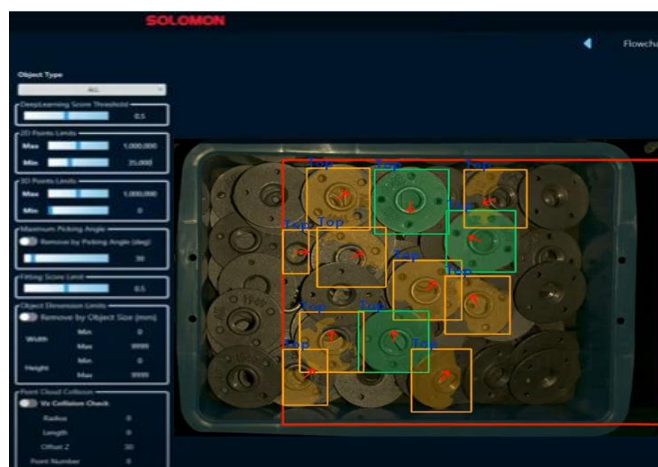 SOLOMON
Flowcha
Object Type
ALL
DeepLearning Score Threshold
0.5
2D Points Limits
Max 1,000,000
Min 35,000
3D Points Limits
Max 1,000,000
Min 0
Maximum Picking Angle
Remove by Picking Angle (deg)
30
Fitting Score Limit
0.5
Object Dimension Limits
Remove by Object Size (mm)
Width Min 0
Max 9999
Height Min 0
Max 9999
Point Cloud Collision
Vs Collision Check
Radius 0
Length 0
Offset Z 30
Point Number 0
Top
Top
Top
Top
Top
Top
Top
Top
Top
Top
Top